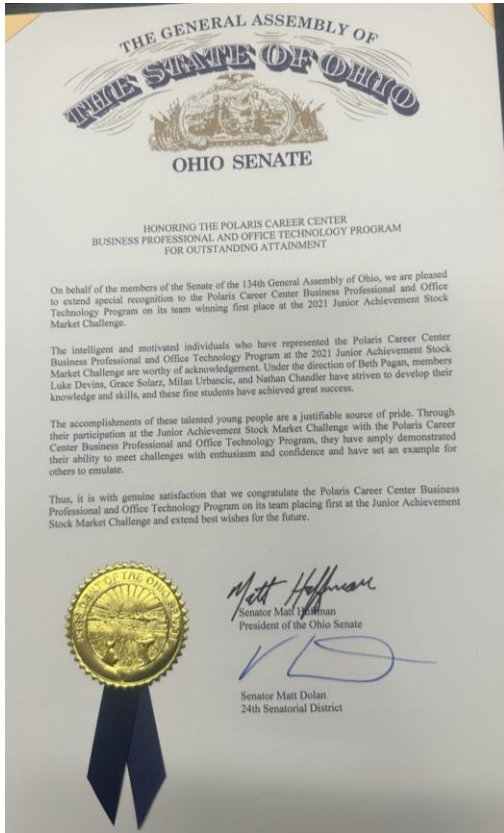 THE GENERAL ASSEMBLY OF
THE STATE OF OHIO
OHIO SENATE
HONORING THE POLARIS CAREER CENTER
BUSINESS PROFESSIONAL AND OFFICE TECHNOLOGY PROGRAM
FOR OUTSTANDING ATTAINMENT
On behalf of the members of the Senate of the 134th General Assembly of Ohio, we are pleased
to extend special recognition to the Polaris Career Center Business Professional and Office
Technology Program on its team winning first place at the 2021 Junior Achievement Stock
Market Challenge.
The intelligent and motivated individuals who have represented the Polaris Career Center
Business Professional and Office Technology Program at the 2021 Junior Achievement Stock
Market Challenge are worthy of acknowledgement. Under the direction of Beth Pagan, members
Luke Devins, Grace Solarz, Milan Urbancic, and Nathan Chandler have striven to develop their
knowledge and skills, and these fine students have achieved great success.
The accomplishments of these talented young people are a justifiable source of pride. Through
their participation at the Junior Achievement Stock Market Challenge with the Polaris Career
Center Business Professional and Office Technology Program, they have amply demonstrated
their ability to meet challenges with enthusiasm and confidence and have set an example for
others to emulate.
Thus, it is with genuine satisfaction that we congratulate the Polaris Career Center Business
Professional and Office Technology Program on its team placing first at the Junior Achievement
Stock Market Challenge and extend best wishes for the future.
PRESIDENT OF THE OHIO SENATE
Matt Huffman
Senator Matt Huffman
President of the Ohio Senate
Senator Matt Dolan
24th Senatorial District